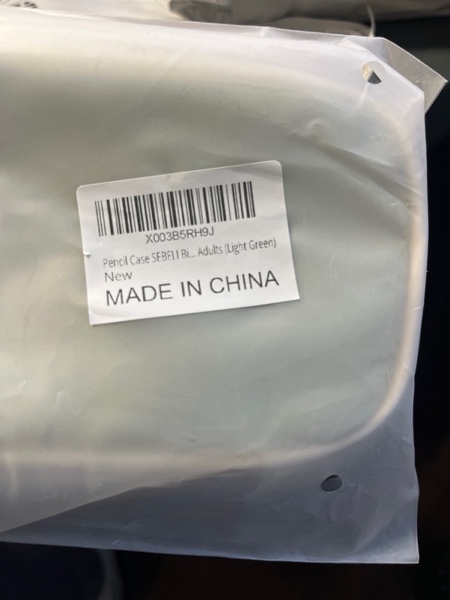 X003B5RH9J
Pencil Case SEBELI Bi... Adults (Light Green)
New
MADE IN CHINA